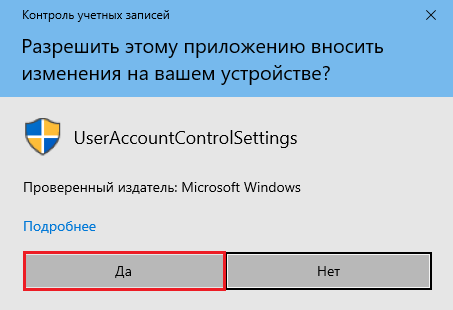 Контроль учетных записей
Разрешить этому приложению вносить
изменения на вашем устройстве?
UserAccountControlSettings
Проверенный издатель: Microsoft Windows
Подробнее
Да Нет